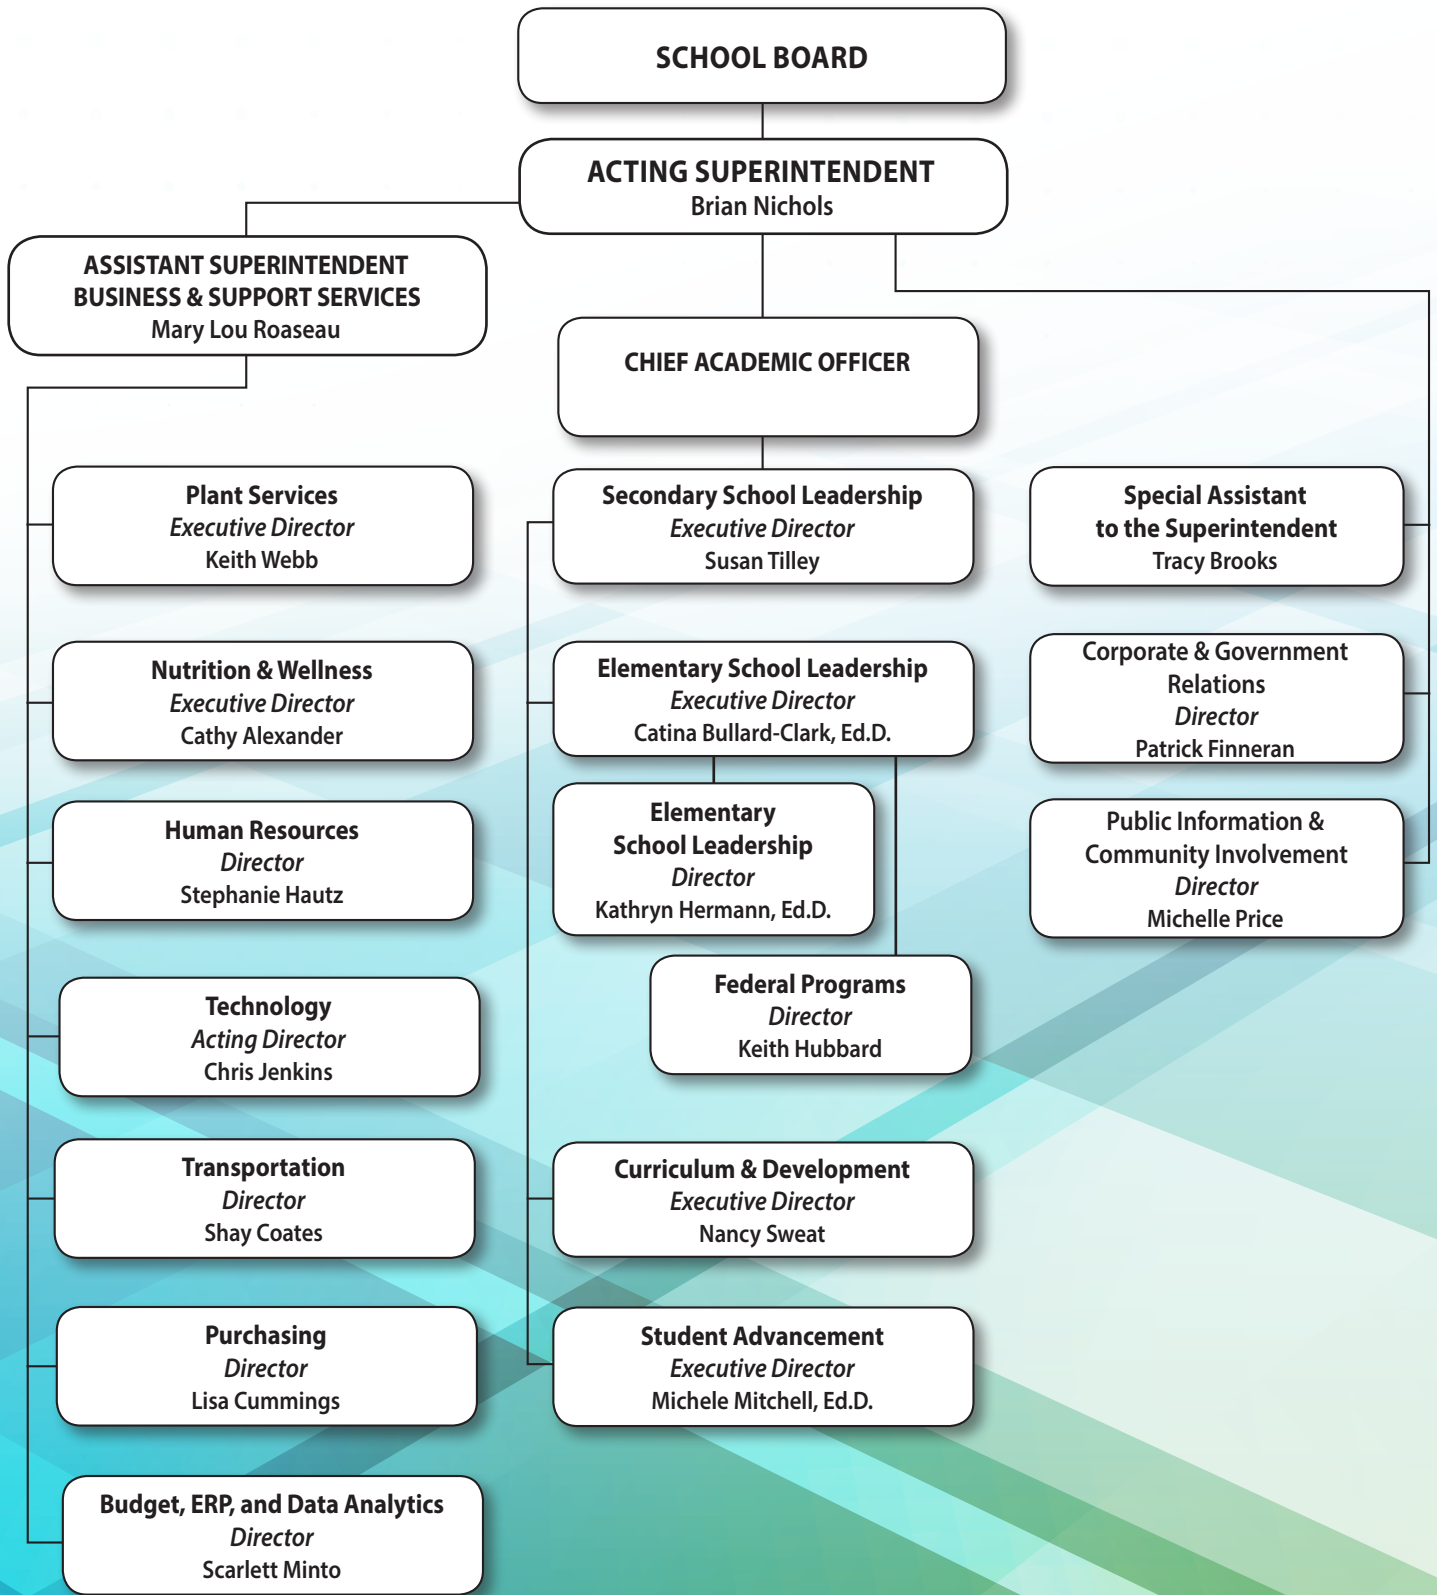 SCHOOL BOARD
ACTING SUPERINTENDENT
Brian Nichols
ASSISTANT SUPERINTENDENT
BUSINESS & SUPPORT SERVICES
Mary Lou Roaseau
CHIEF ACADEMIC OFFICER
Plant Services
Executive Director
Keith Webb
Nutrition & Wellness
Executive Director
Cathy Alexander
Human Resources
Director
Stephanie Hautz
Technology
Acting Director
Chris Jenkins
Transportation
Director
Shay Coates
Purchasing
Director
Lisa Cummings
Budget, ERP, and Data Analytics
Director
Scarlett Minto
Secondary School Leadership
Executive Director
Susan Tilley
Elementary School Leadership
Executive Director
Catina Bullard-Clark, Ed.D.
Elementary
School Leadership
Director
Kathryn Hermann, Ed.D.
Federal Programs
Director
Keith Hubbard
Curriculum & Development
Executive Director
Nancy Sweat
Student Advancement
Executive Director
Michele Mitchell, Ed.D.
Special Assistant
to the Superintendent
Tracy Brooks
Corporate & Government
Relations
Director
Patrick Finneran
Public Information &
Community Involvement
Director
Michelle Price